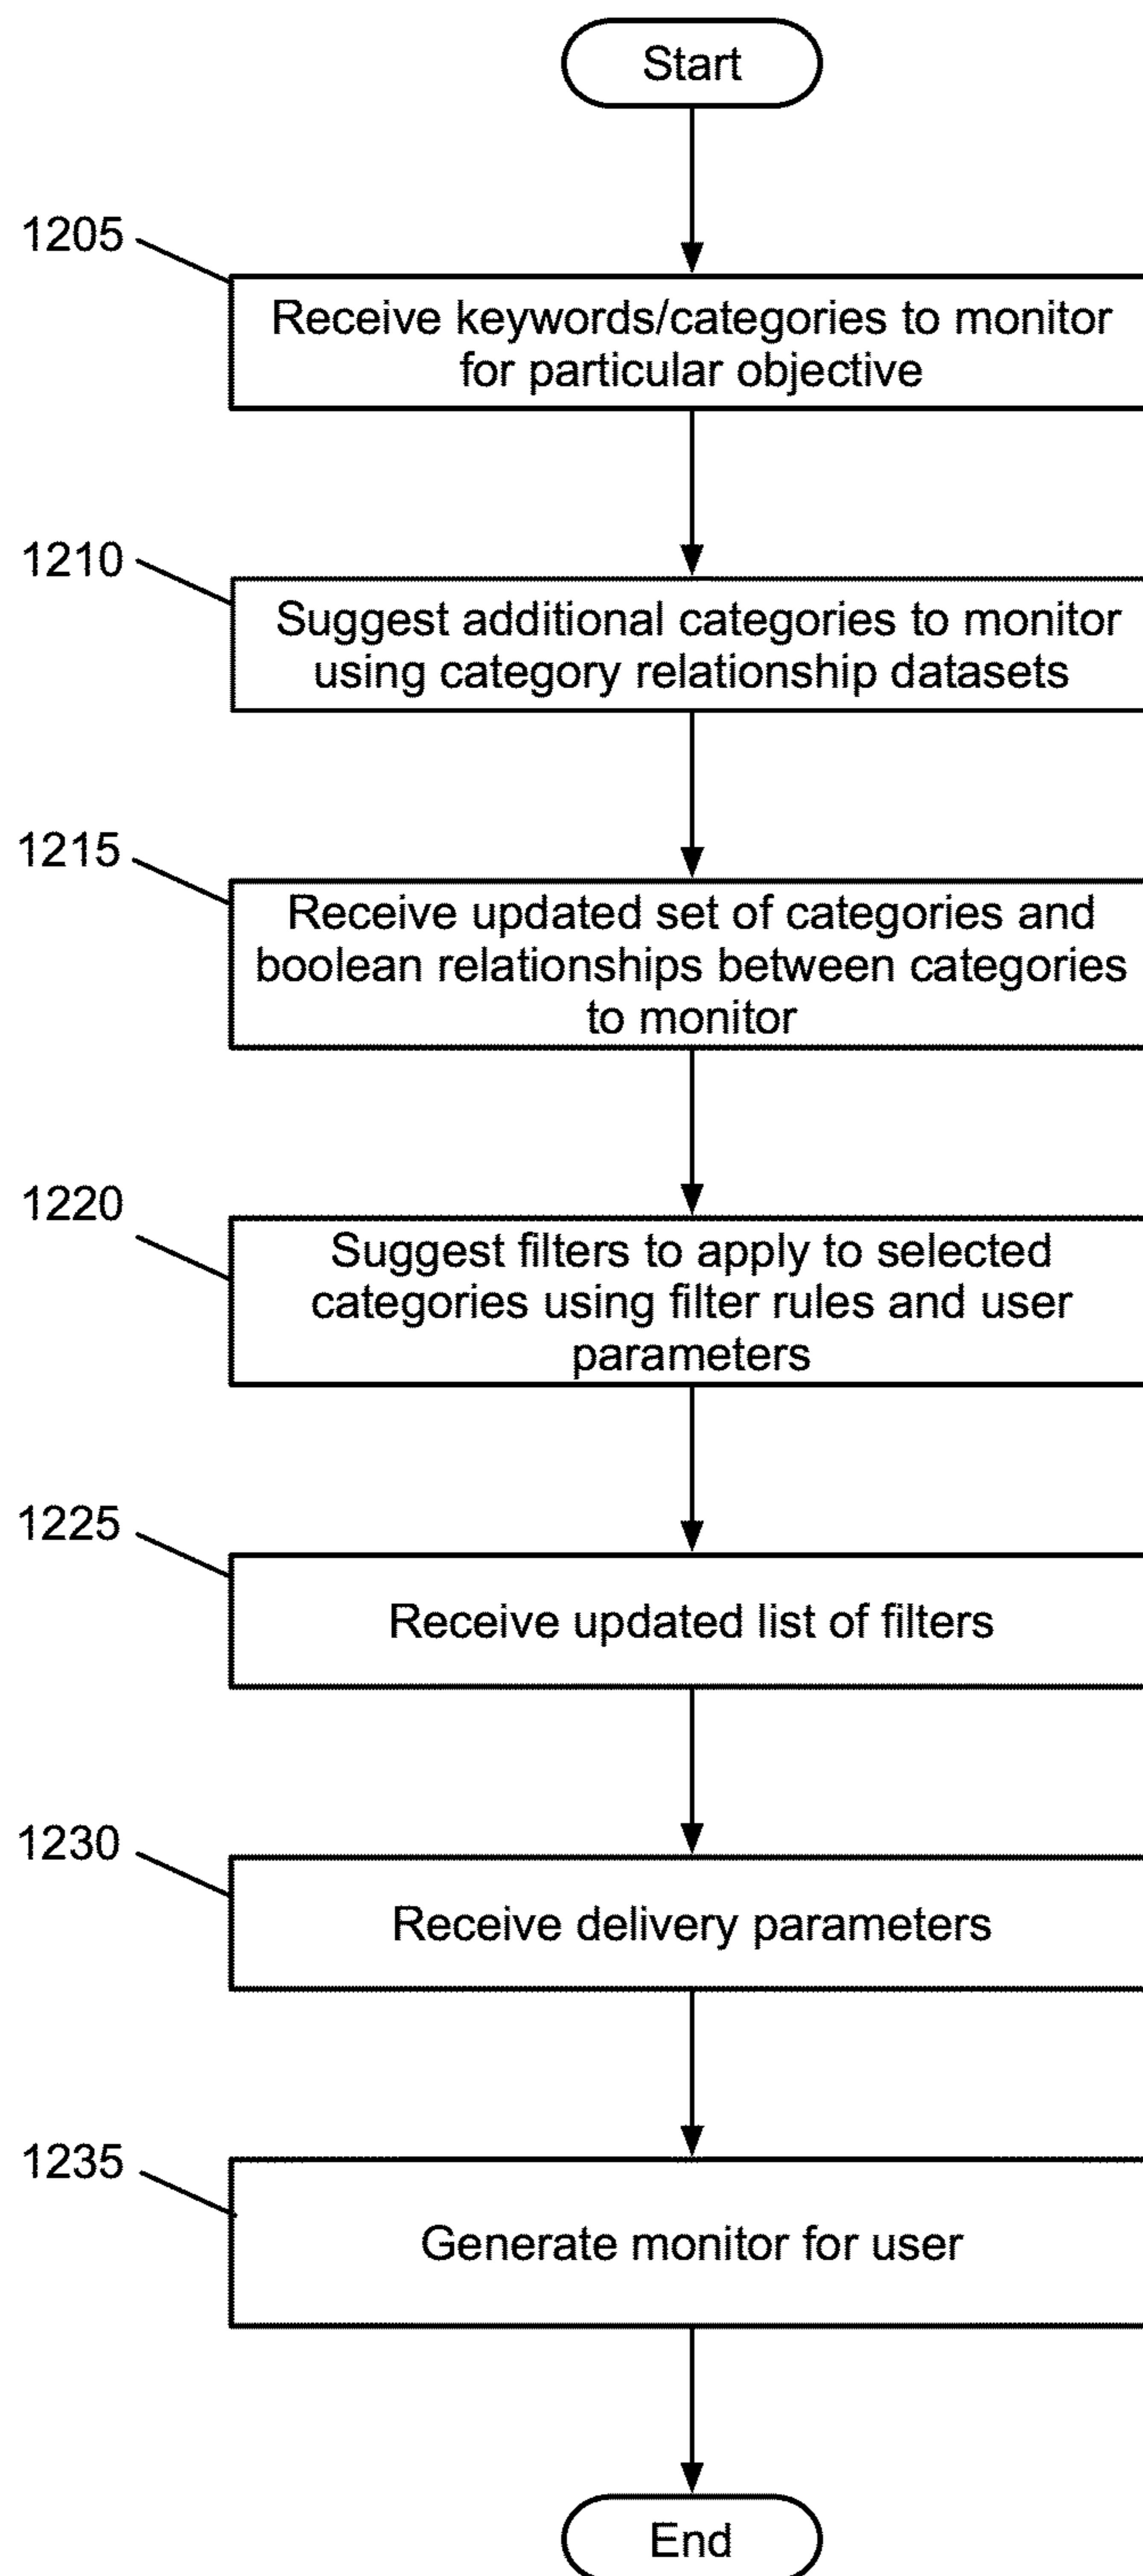 Start
1205
Receive keywords/categories to monitor
for particular objective
1210
Suggest additional categories to monitor
using category relationship datasets
1215
Receive updated set of categories and
boolean relationships between categories
to monitor
1220
Suggest filters to apply to selected
categories using filter rules and user
parameters
1225
Receive updated list of filters
1230
Receive delivery parameters
1235
Generate monitor for user
End